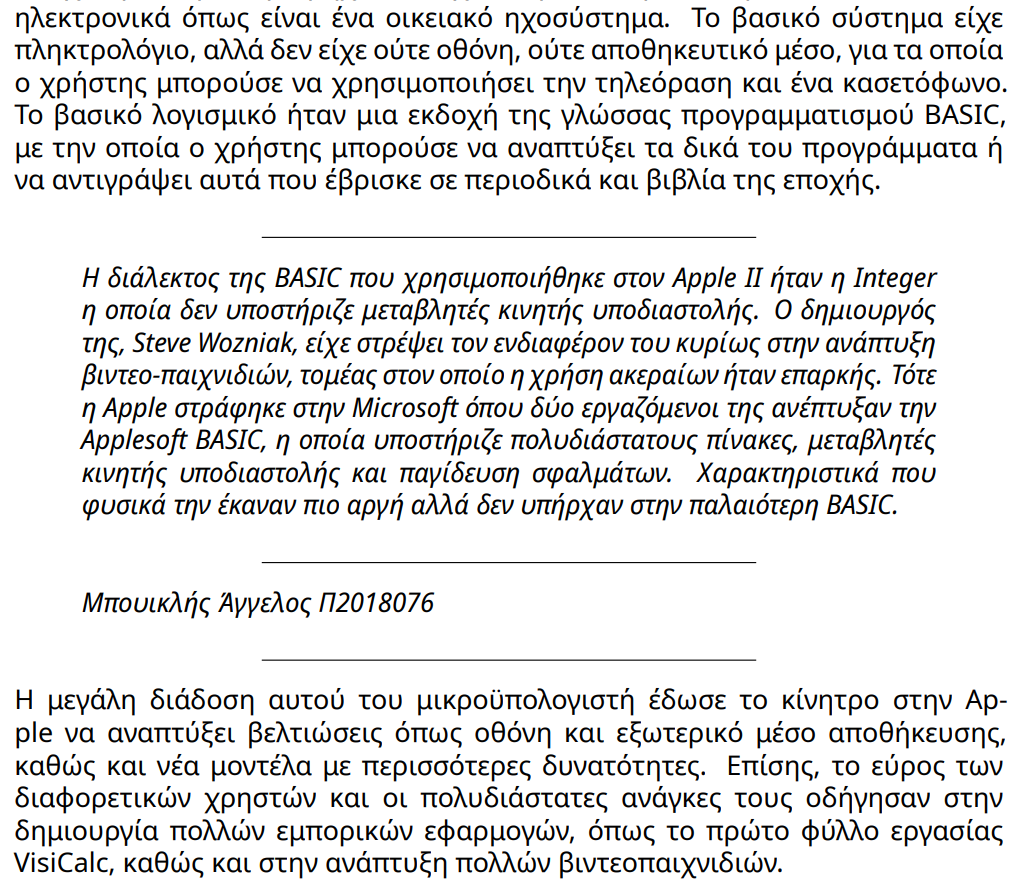 ηλεκτρονικά όπως είναι ένα οικειακό ηχοσύστημα. Το βασικό σύστημα είχε
πληκτρολόγιο, αλλά δεν είχε ούτε οθόνη, ούτε αποθηκευτικό μέσο, για τα οποία
ο χρήστης μπορούσε να χρησιμοποιήσει την τηλεόραση και ένα κασετόφωνο.
Το βασικό λογισμικό ήταν μια εκδοχή της γλώσσας προγραμματισμού BASIC,
με την οποία ο χρήστης μπορούσε να αναπτύξει τα δικά του προγράμματα ή
να αντιγράψει αυτά που έβρισκε σε περιοδικά και βιβλία της εποχής.
Η διάλεκτος της BASIC που χρησιμοποιήθηκε στον Apple II ήταν η Integer
η οποία δεν υποστήριζε μεταβλητές κινητής υποδιαστολής. Ο δημιουργός
της, Steve Wozniak, είχε στρέψει τον ενδιαφέρον του κυρίως στην ανάπτυξη
βιντεο-παιχνιδιών, τομέας στον οποίο η χρήση ακεραίων ήταν επαρκής. Τότε
η Apple στράφηκε στην Microsoft όπου δύο εργαζόμενοι της ανέπτυξαν την
Applesoft BASIC, η οποία υποστήριζε πολυδιάστατους πίνακες, μεταβλητές
κινητής υποδιαστολής και παγίδευση σφαλμάτων. Χαρακτηριστικά που
φυσικά την έκαναν πιο αργή αλλά δεν υπήρχαν στην παλαιότερη BASIC.
Μπουικλής Άγγελος Π2018076
Η μεγάλη διάδοση αυτού του μικροϋπολογιστή έδωσε το κίνητρο στην Ap-
ple να αναπτύξει βελτιώσεις όπως οθόνη και εξωτερικό μέσο αποθήκευσης,
καθώς και νέα μοντέλα με περισσότερες δυνατότητες. Επίσης, το εύρος των
διαφορετικών χρηστών και οι πολυδιάστατες ανάγκες τους οδήγησαν στην
δημιουργία πολλών εμπορικών εφαρμογών, όπως το πρώτο φύλλο εργασίας
VisiCalc, καθώς και στην ανάπτυξη πολλών βιντεοπαιχνιδιών.